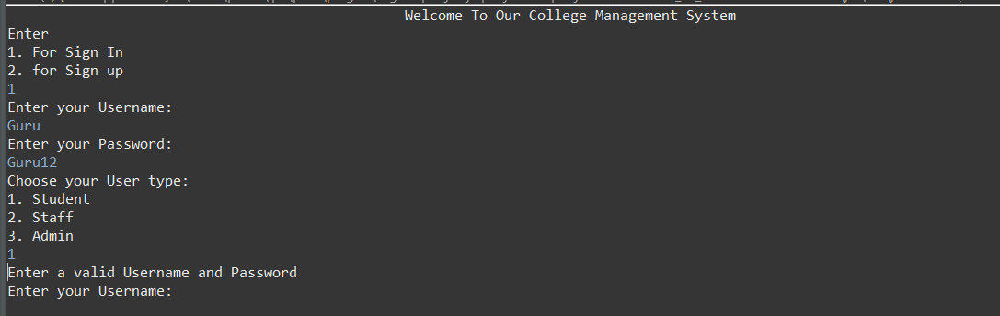 Welcome To Our College Management System
Enter
1. For Sign In
2. for Sign up
1
Enter your Username:
Guru
Enter your Password:
Guru12
Choose your User type:
1. Student
2. Staff
3. Admin
1
Enter a valid Username and Password
Enter your Username: